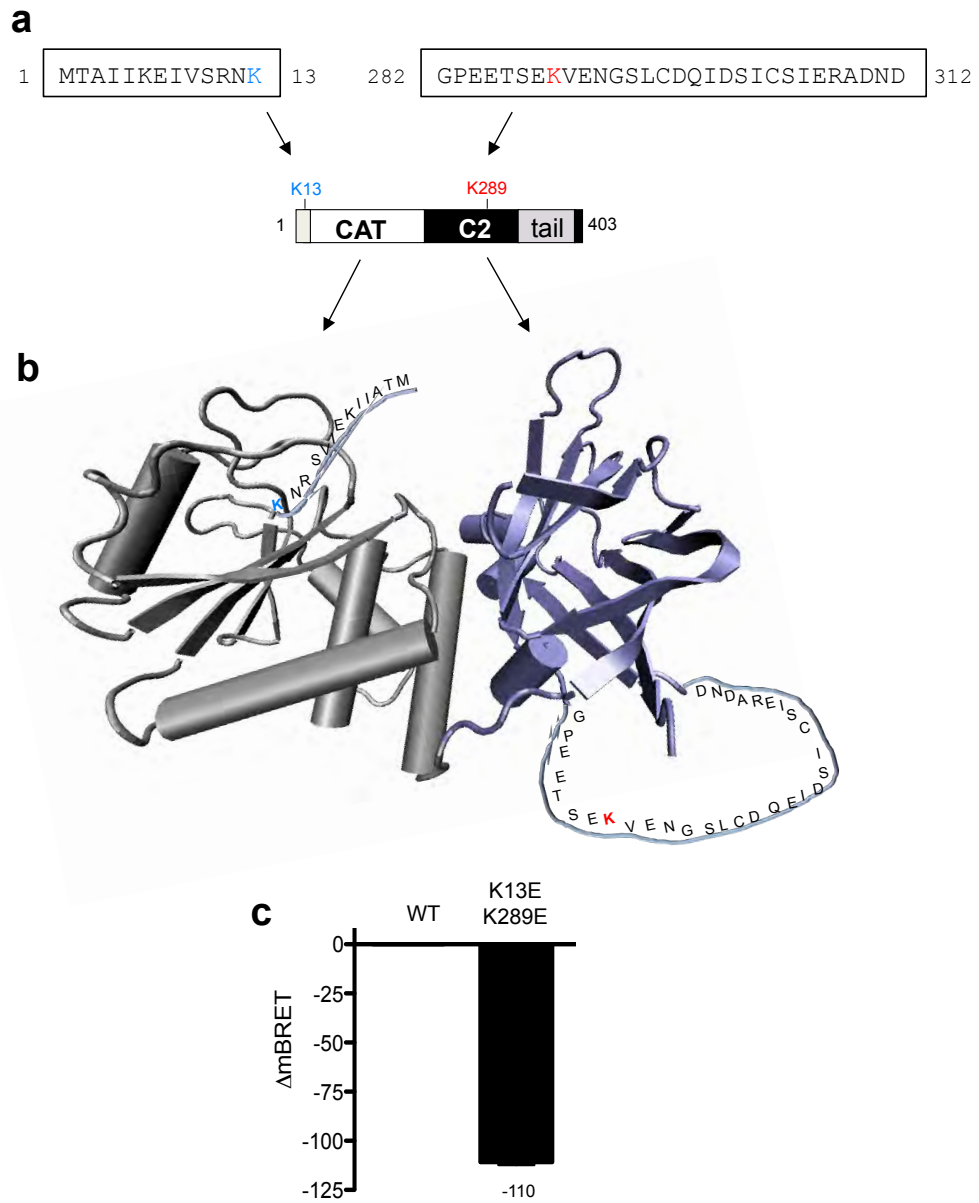 a
1 MTAIIKEIVSRNK 13 282 GPEETSEKVENGSLCDQIDSICSIERADND 312
K13 K289
1 CAT C2 tail 403
b
KNRSVIEKIIATM
GPEETSEKVENGSLCDQEIDSICSIERADND
c
WT K13E K289E
0
-25
-50
-75
-100
-125
ΔmBRET
-110